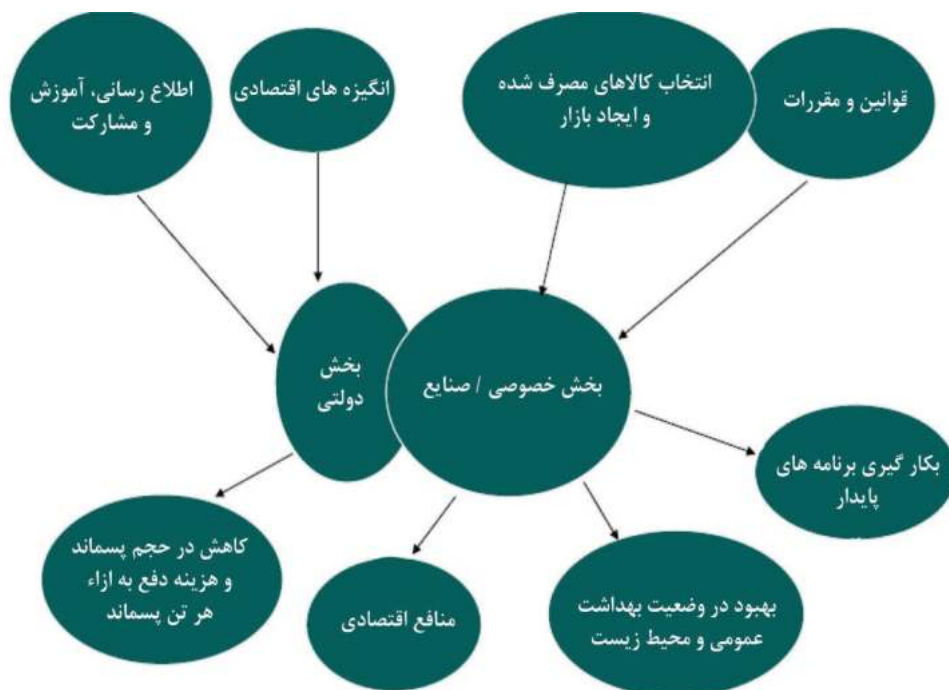 قوانین و مقررات
انتخاب کالاهای مصرف شده
و ایجاد بازار
انگیزه های اقتصادی
اطلاع رسانی، آموزش
و مشارکت
بخش خصوصی / صنایع
بخش
دولتی
بکار گیری برنامه های
پایدار
بهبود در وضعیت بهداشت
عمومی و محیط زیست
منافع اقتصادی
کاهش در حجم پسماند
و هزینه دفع به ازاء
هر تن پسماند